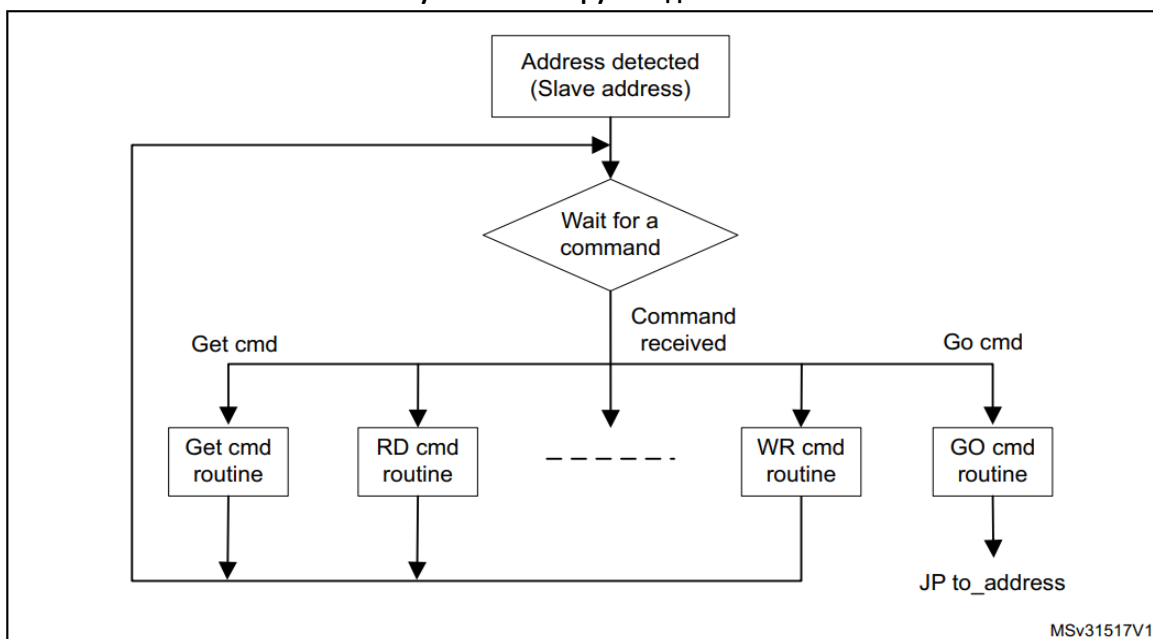 Address detected
(Slave address)
Wait for a
command
Command
received
Get cmd
Go cmd
Get cmd
routine
RD cmd
routine
WR cmd
routine
GO cmd
routine
JP to_address
MSv31517V1